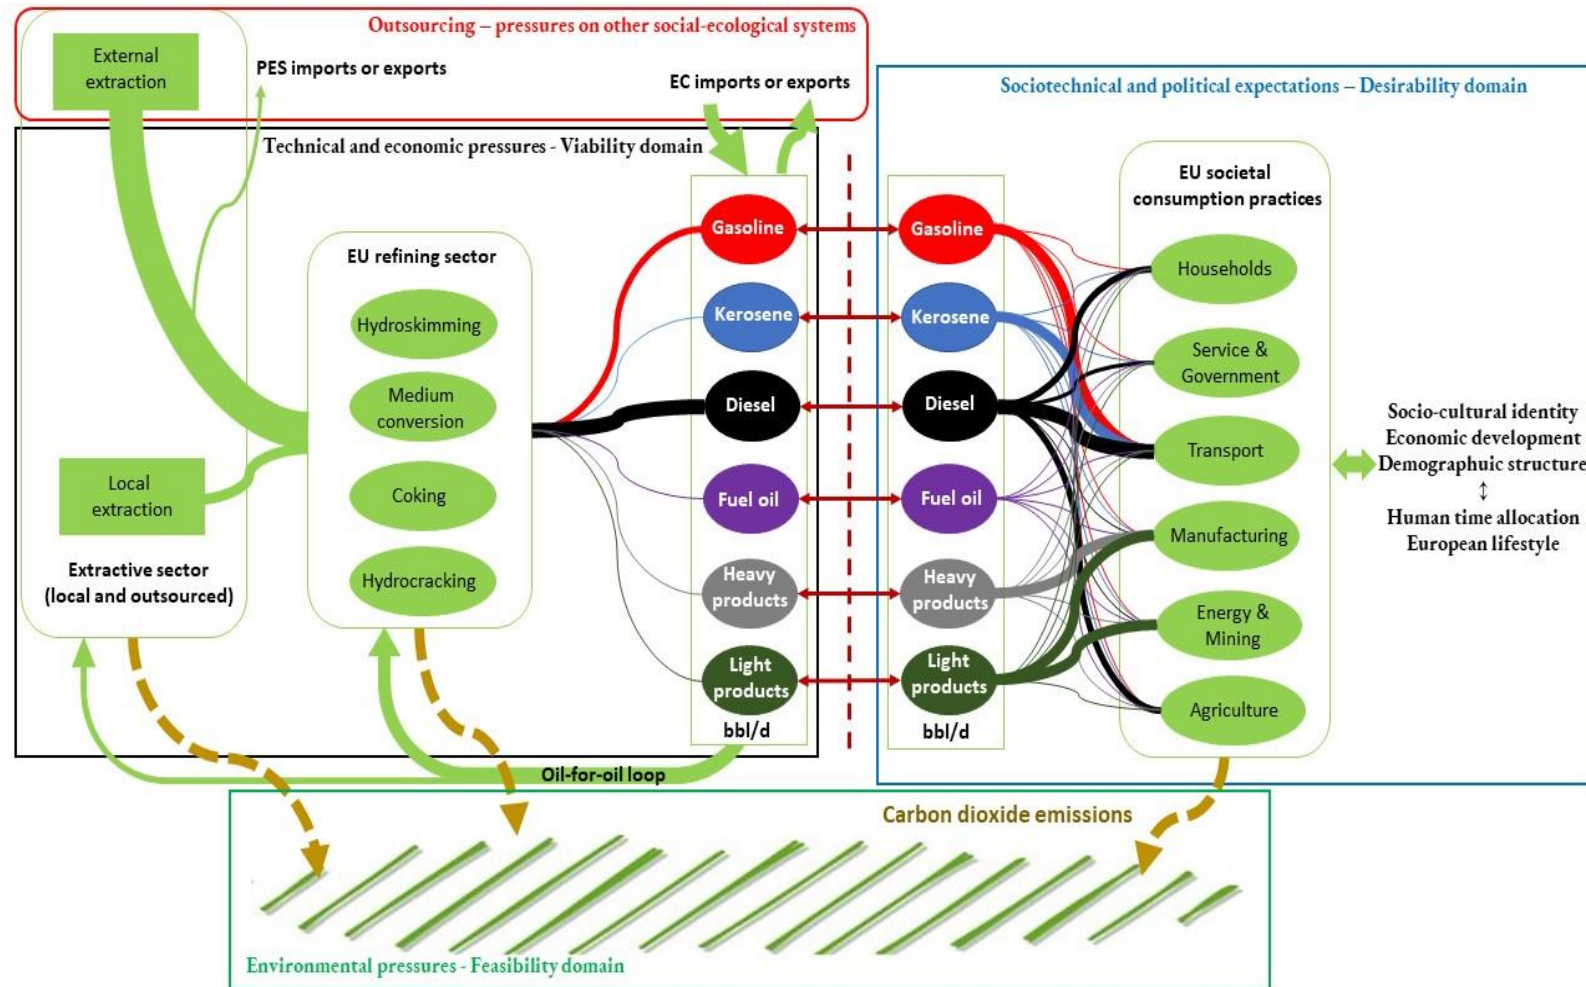 Outsourcing – pressures on other social-ecological systems
External
extraction
PES imports or exports
EC imports or exports
Technical and economic pressures - Viability domain
EU refining sector
Hydroskimming
Medium
conversion
Coking
Hydrocracking
Local
extraction
Extractive sector
(local and outsourced)
Gasoline
Kerosene
Diesel
Fuel oil
Heavy
products
Light
products
bbl/d
Oil-for-oil loop
Sociotechnical and political expectations – Desirability domain
Gasoline
Kerosene
Diesel
Fuel oil
Heavy
products
Light
products
bbl/d
EU societal
consumption practices
Households
Service &
Government
Transport
Manufacturing
Energy &
Mining
Agriculture
Socio-cultural identity
Economic development
Demographuic structure
↕
Human time allocation
European lifestyle
Carbon dioxide emissions
Environmental pressures - Feasibility domain